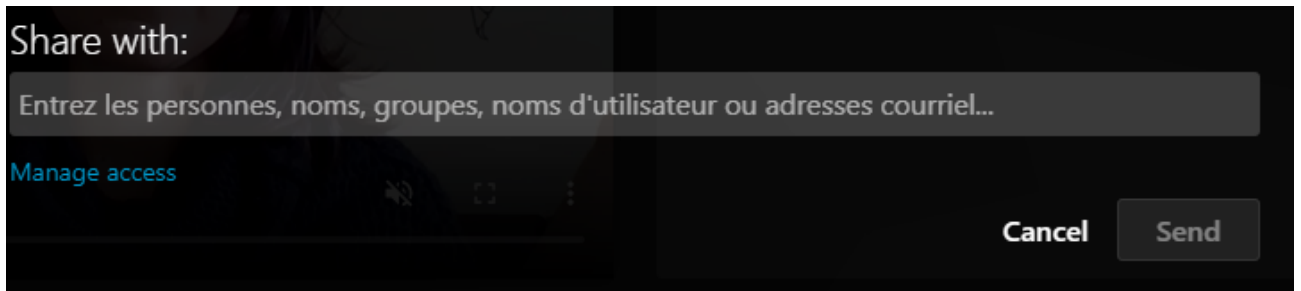 Share with:
Entrez les personnes, noms, groupes, noms d'utilisateur ou adresses courriel...
Manage access
Cancel
Send